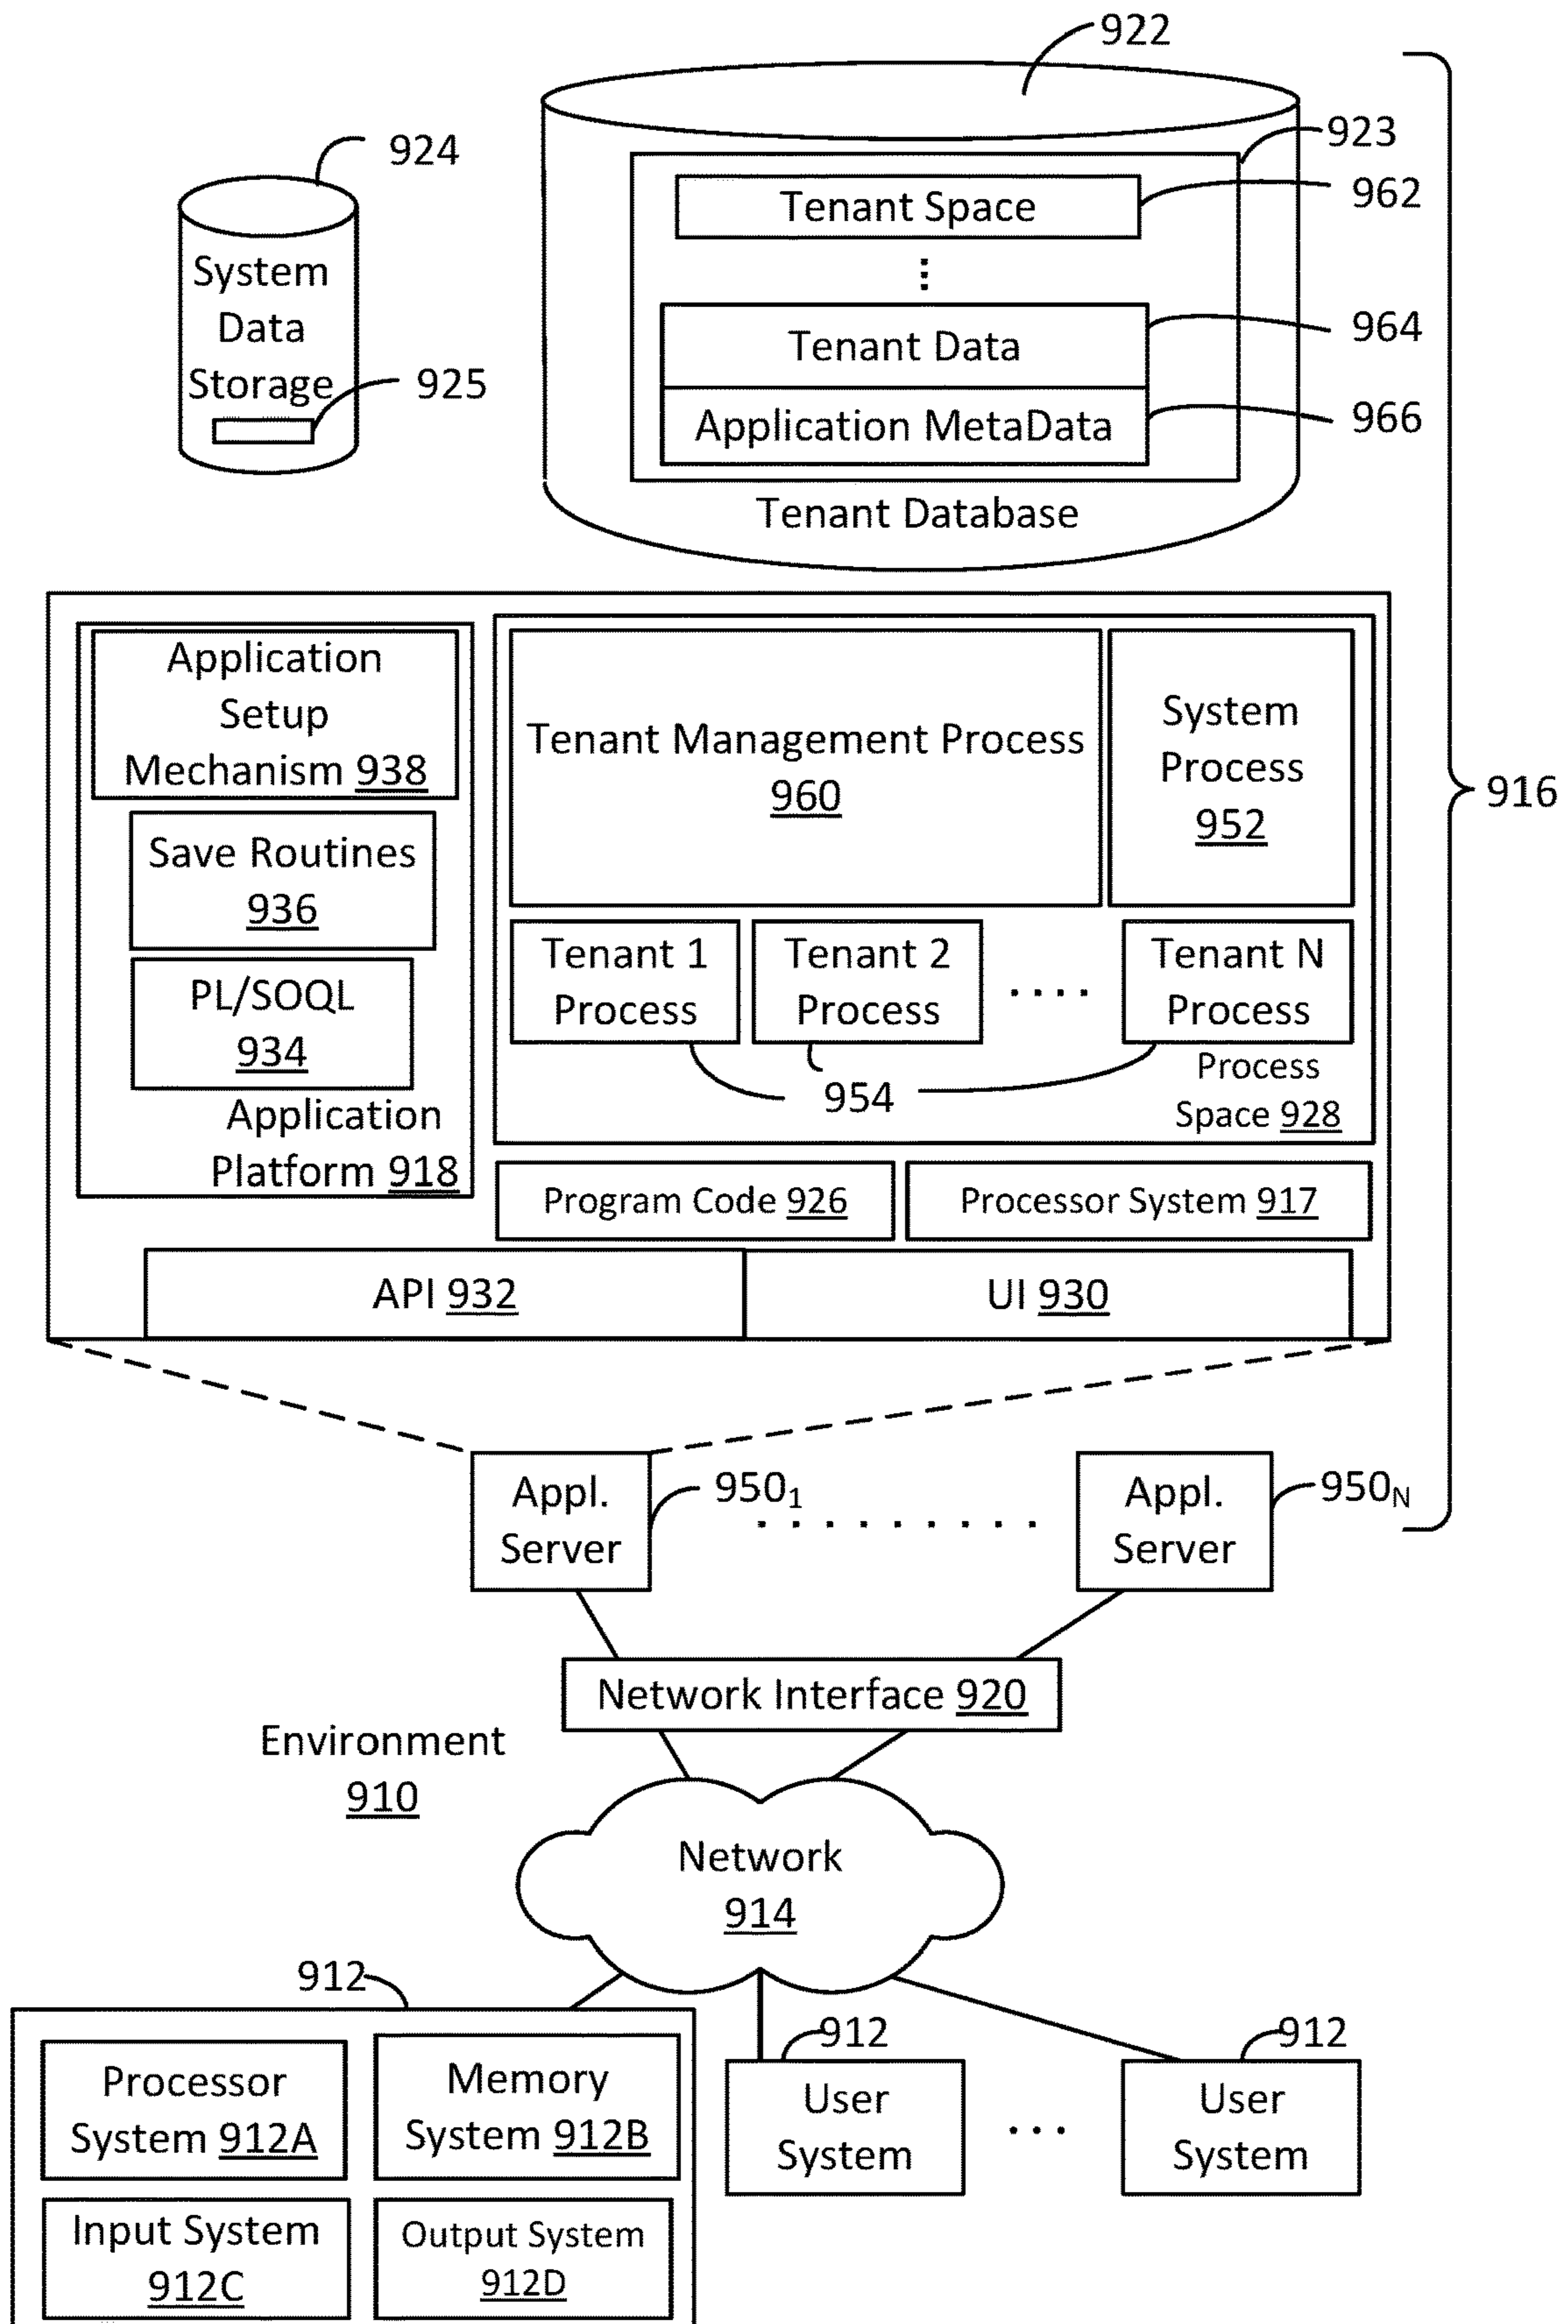 922
924
923
962
Tenant Space
System
Data
Storage
925
964
Tenant Data
966
Application MetaData
Tenant Database
916
Application
Setup
Mechanism 938
Save Routines
936
PL/SOQL
934
Application
Platform 918
Tenant Management Process
960
System
Process
952
Tenant 1
Process
Tenant 2
Process
....
Tenant N
Process
954
Process
Space 928
Program Code 926
Processor System 917
API 932
UI 930
Appl.
Server
950₁
.........
Appl.
Server
950N
Network Interface 920
Environment
910
Network
914
912
Processor
System 912A
Memory
System 912B
Input System
912C
Output System
912D
912
User
System
...
912
User
System